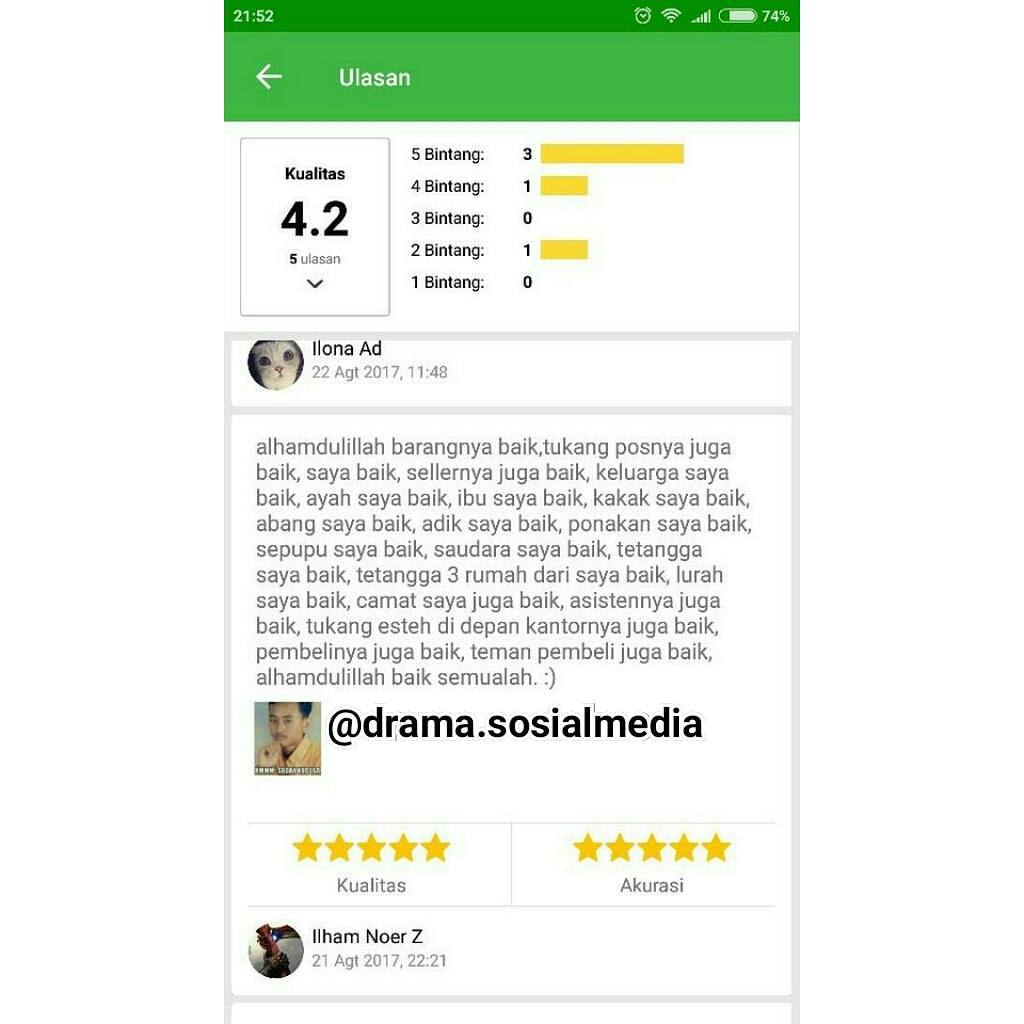 21:52
74%
Ulasan
Kualitas
4.2
5 ulasan
5 Bintang: 3
4 Bintang: 1
3 Bintang: 0
2 Bintang: 1
1 Bintang: 0
Ilona Ad
22 Agt 2017, 11:48
alhamdulillah barangnya baik,tukang posnya juga
baik, saya baik, sellernya juga baik, keluarga saya
baik, ayah saya baik, ibu saya baik, kakak saya baik,
abang saya baik, adik saya baik, ponakan saya baik,
sepupu saya baik, saudara saya baik, tetangga
saya baik, tetangga 3 rumah dari saya baik, lurah
saya baik, camat saya juga baik, asistennya juga
baik, tukang esteh di depan kantornya juga baik,
pembelinya juga baik, teman pembeli juga baik,
alhamdulillah baik semualah. :)
@drama.sosialmedia
Kualitas
Akurasi
Ilham Noer Z
21 Agt 2017, 22:21